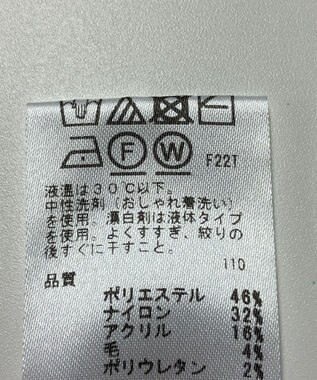 F W F22T
液温は30℃以下。
中性洗剤（おしゃれ着洗い）
を使用。漂白剤は液体タイプ
を使用。よくすすぎ、絞りの
後すぐに干すこと。
110
品質
ポリエステル 46%
ナイロン 32%
アクリル 16%
毛 4%
ポリウレタン 2%